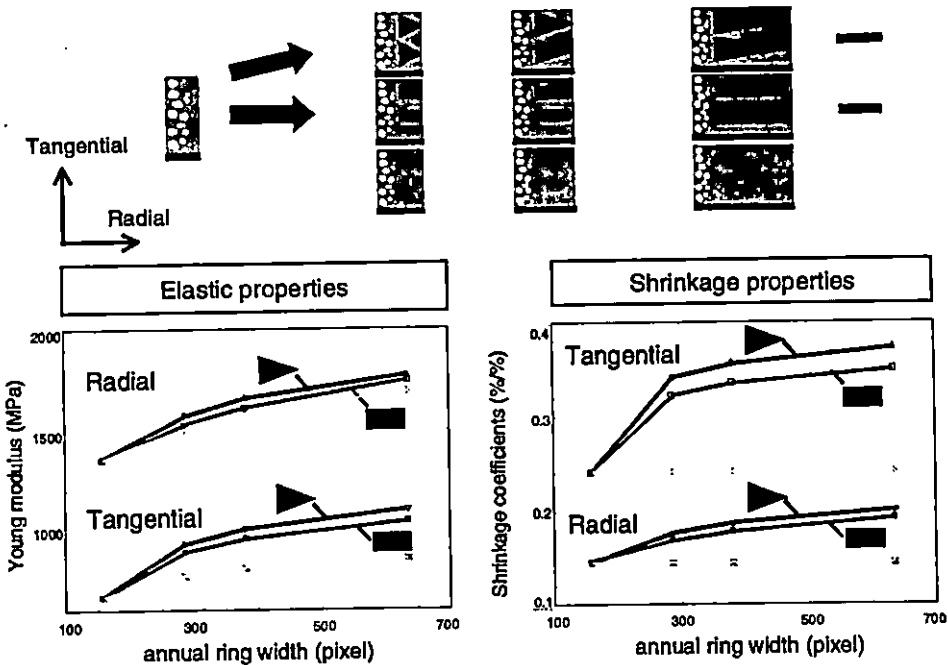 Tangential
Radial
Elastic properties
Shrinkage properties
2000
1500
1000
Young modutus (MPa)
Radial
Tangential
100
300
500
700
annual ring width (pixel)
0.4
0.3
0.2
0.1
Shrinkage coefficients (%/%)
Tangential
Radial
100
300
500
700
annual ring width (pixel)